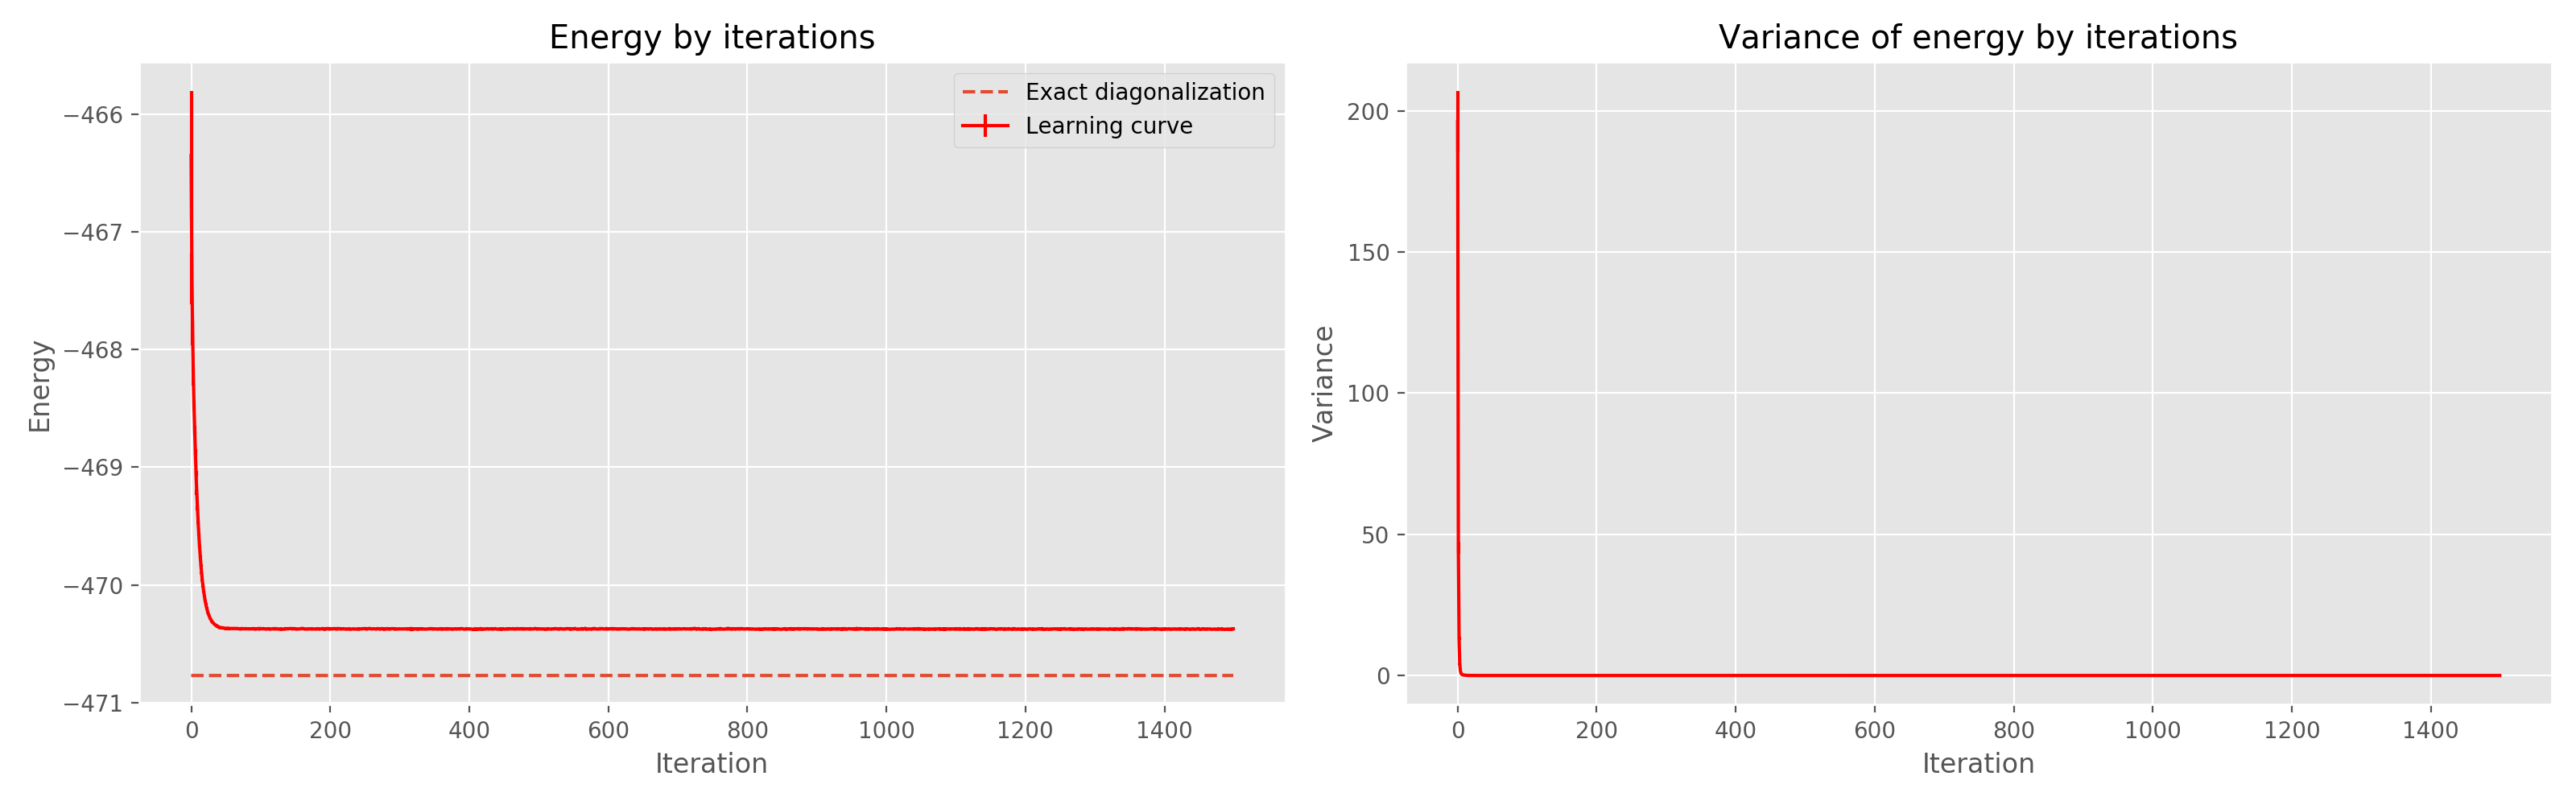 Energy by iterations
Exact diagonalization
Learning curve
−466
−467
−468
−469
−470
−471
Energy
0 200 400 600 800 1000 1200 1400
Iteration
Variance of energy by iterations
200
150
100
50
0
Variance
0 200 400 600 800 1000 1200 1400
Iteration